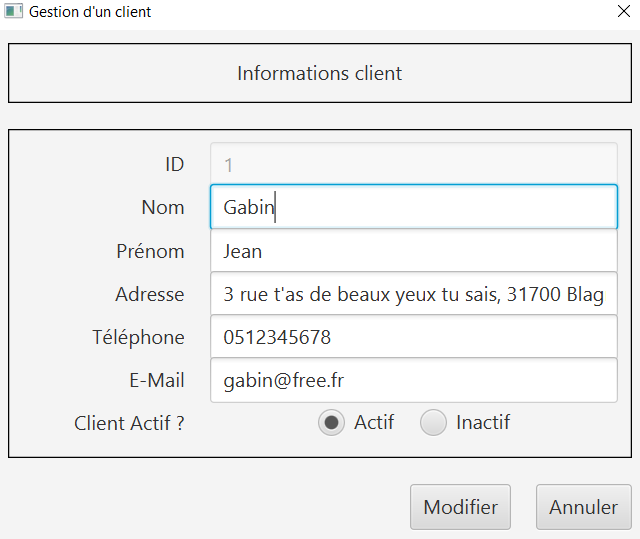 Gestion d'un client
Informations client
ID 1
Nom Gabin
Prénom Jean
Adresse 3 rue t'as de beaux yeux tu sais, 31700 Blag
Téléphone 0512345678
E-Mail gabin@free.fr
Client Actif ? Actif Inactif
Modifier Annuler